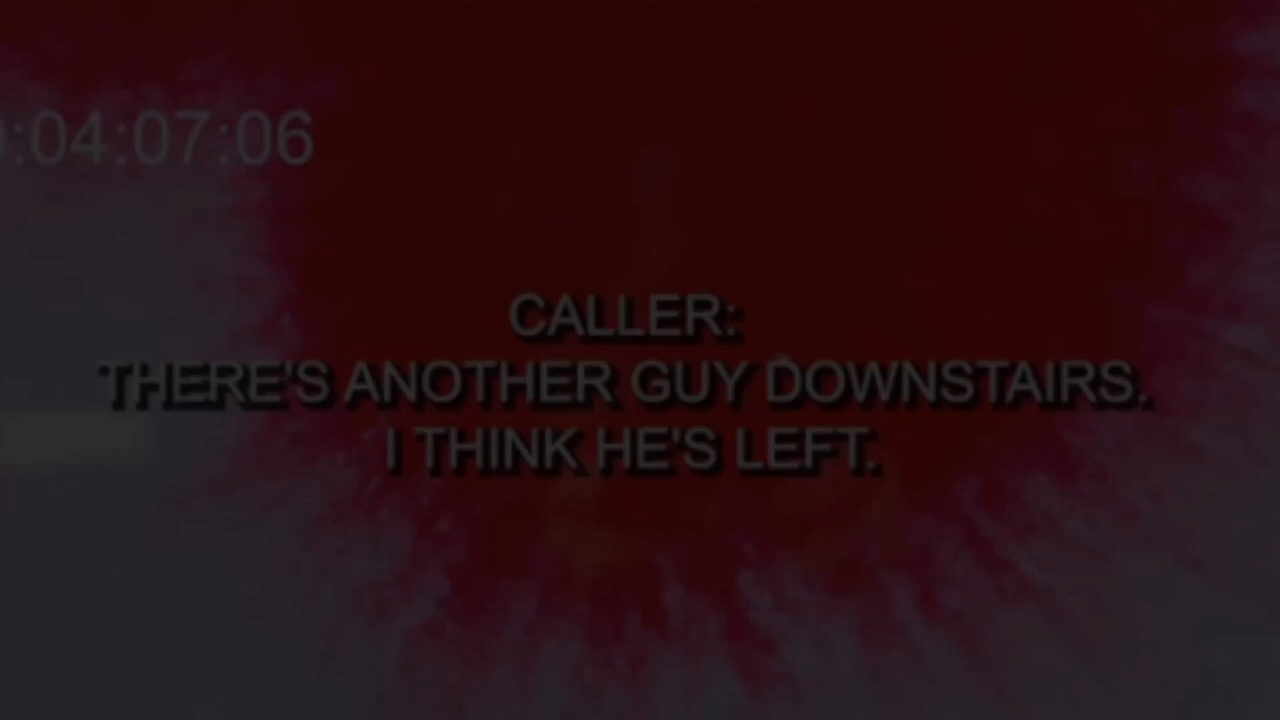 :04:07:06
CALLER:
THERE'S ANOTHER GUY DOWNSTAIRS.
I THINK HE'S LEFT.